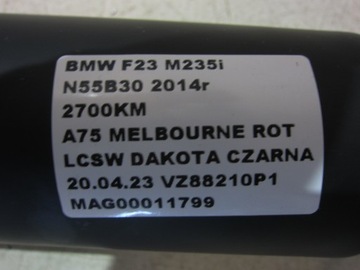 BMW F23 M235i
N55B30 2014r
2700KM
A75 MELBOURNE ROT
LCSW DAKOTA CZARNA
20.04.23 VZ88210P1
MAG00011799